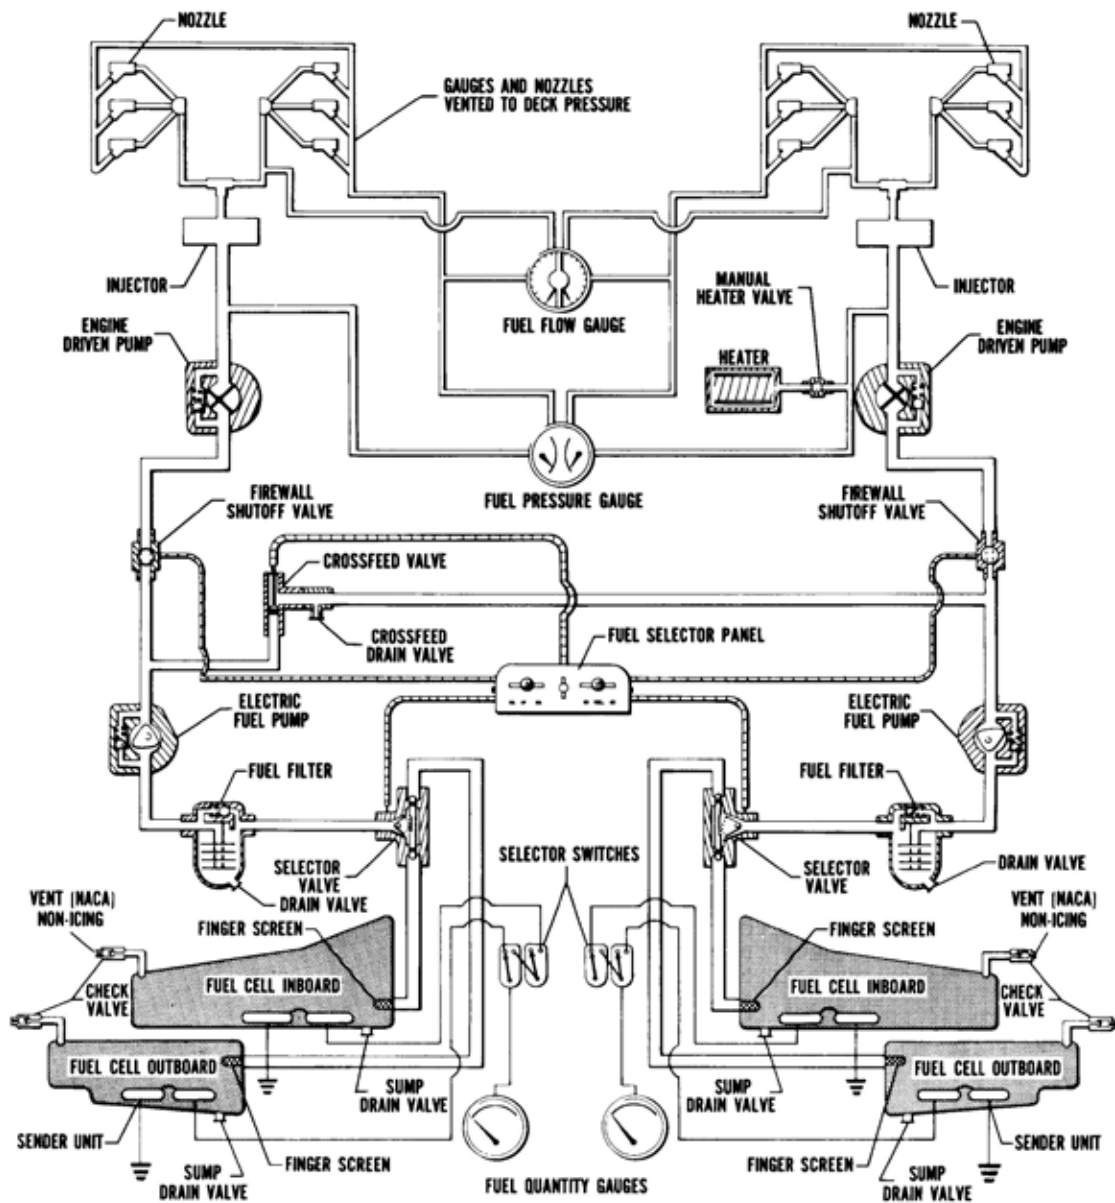 NOZZLE
NOZZLE
GAUGES AND NOZZLES
VENTED TO DECK PRESSURE
INJECTOR
FUEL FLOW GAUGE
MANUAL
HEATER VALVE
INJECTOR
ENGINE
DRIVEN PUMP
HEATER
ENGINE
DRIVEN PUMP
FUEL PRESSURE GAUGE
FIREWALL
SHUTOFF VALVE
FIREWALL
SHUTOFF VALVE
CROSSFEED VALVE
CROSSFEED
DRAIN VALVE
FUEL SELECTOR PANEL
ELECTRIC
FUEL PUMP
ELECTRIC
FUEL PUMP
FUEL FILTER
FUEL FILTER
SELECTOR
VALVE
DRAIN VALVE
SELECTOR SWITCHES
SELECTOR
VALVE
DRAIN VALVE
VENT (NACA)
NON-ICING
FINGER SCREEN
FINGER SCREEN
VENT (NACA)
NON-ICING
FUEL CELL INBOARD
FUEL CELL INBOARD
CHECK
VALVE
CHECK
VALVE
FUEL CELL OUTBOARD
FUEL CELL OUTBOARD
SUMP
DRAIN VALVE
SUMP
DRAIN VALVE
SENDER UNIT
SUMP
DRAIN VALVE
FINGER SCREEN
FUEL QUANTITY GAUGES
FINGER SCREEN
SUMP
DRAIN VALVE
SENDER UNIT